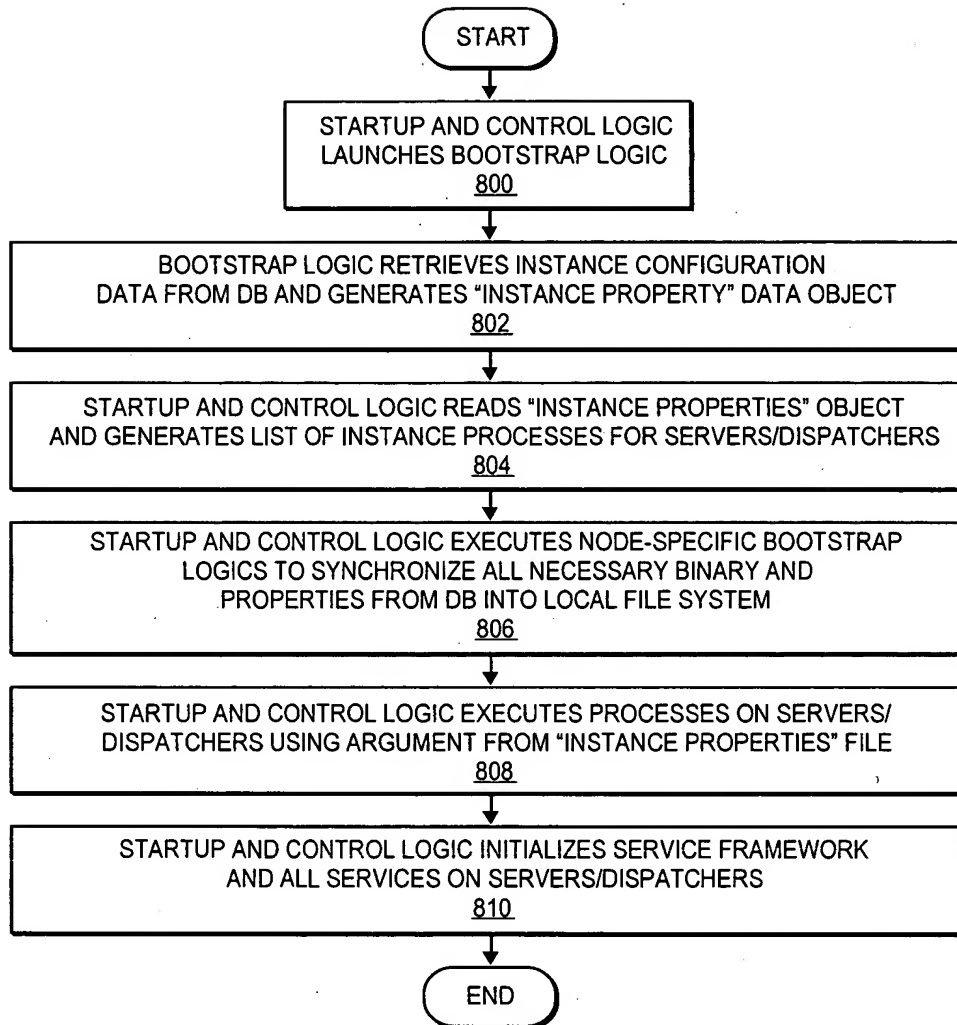 START
STARTUP AND CONTROL LOGIC
LAUNCHES BOOTSTRAP LOGIC
800
BOOTSTRAP LOGIC RETRIEVES INSTANCE CONFIGURATION
DATA FROM DB AND GENERATES “INSTANCE PROPERTY” DATA OBJECT
802
STARTUP AND CONTROL LOGIC READS “INSTANCE PROPERTIES” OBJECT
AND GENERATES LIST OF INSTANCE PROCESSES FOR SERVERS/DISPATCHERS
804
STARTUP AND CONTROL LOGIC EXECUTES NODE-SPECIFIC BOOTSTRAP
LOGICS TO SYNCHRONIZE ALL NECESSARY BINARY AND
PROPERTIES FROM DB INTO LOCAL FILE SYSTEM
806
STARTUP AND CONTROL LOGIC EXECUTES PROCESSES ON SERVERS/
DISPATCHERS USING ARGUMENT FROM “INSTANCE PROPERTIES” FILE
808
STARTUP AND CONTROL LOGIC INITIALIZES SERVICE FRAMEWORK
AND ALL SERVICES ON SERVERS/DISPATCHERS
810
END